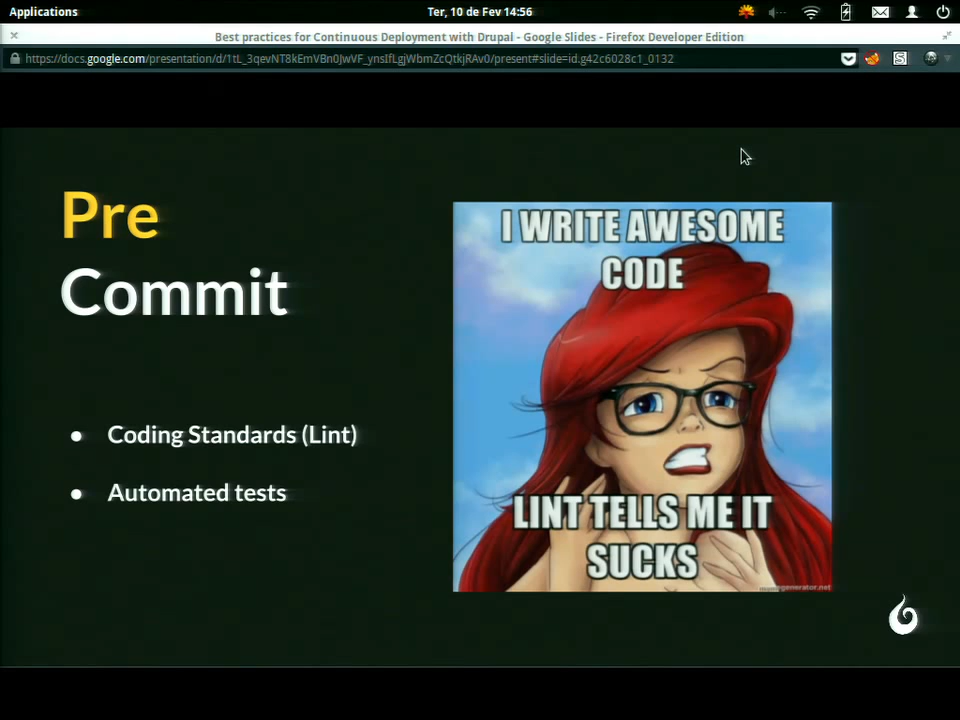 Applications
Ter, 10 de Fev 14:56
Best practices for Continuous Deployment with Drupal - Google Slides - Firefox Developer Edition
https://docs.google.com/presentation/d/1tL_3qevNT8kEmVBn0JwVF_ynsIfLgjWbmZcQtkjRAv0/present#slide=id.g42c6028c1_0132
Pre
Commit
I WRITE AWESOME
CODE
● Coding Standards (Lint)
● Automated tests
LINT TELLS ME IT
SUCKS
memegenerator.net